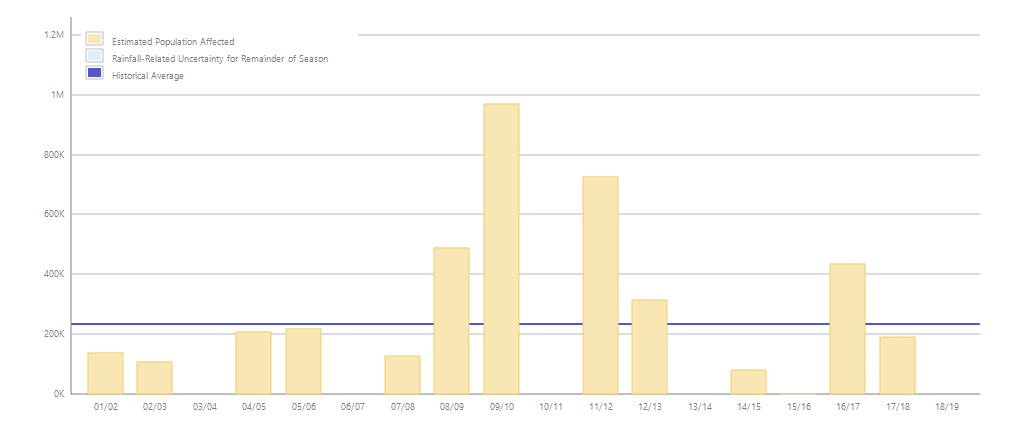 1.2M
Estimated Population Affected
Rainfall-Related Uncertainty for Remainder of Season
Historical Average
1M
800K
600K
400K
200K
0K
01/02 02/03 03/04 04/05 05/06 06/07 07/08 08/09 09/10 10/11 11/12 12/13 13/14 14/15 15/16 16/17 17/18 18/19